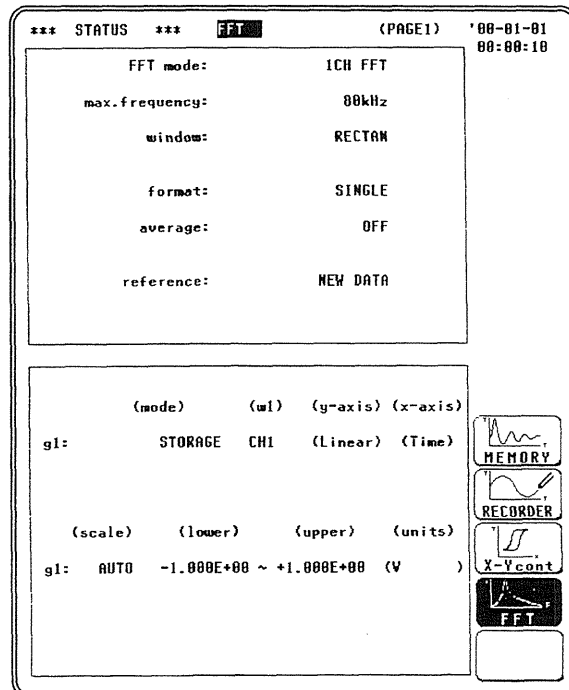 *** STATUS *** FFT (PAGE1) '00-01-01
00:00:10
FFT mode: 1CH FFT
max.frequency: 80kHz
window: RECTAN
format: SINGLE
average: OFF
reference: NEW DATA
(mode) (w1) (y-axis) (x-axis)
g1: STORAGE CH1 (Linear) (Time)
(scale) (lower) (upper) (units)
g1: AUTO -1.000E+00 ~ +1.000E+00 (V )
MEMORY
RECORDER
X-Ycont
FFT